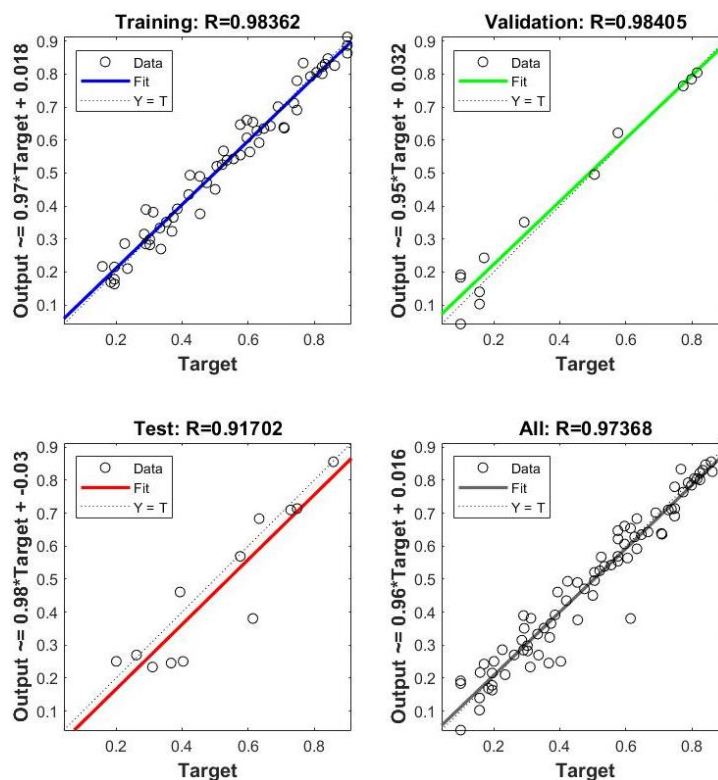 Training: R=0.98362
Output ~= 0.97*Target + 0.018
0.9
0.8
0.7
0.6
0.5
0.4
0.3
0.2
0.1
Data
Fit
Y = T
0.2
0.4
0.6
0.8
Target
Validation: R=0.98405
Output ~= 0.95*Target + 0.032
0.9
0.8
0.7
0.6
0.5
0.4
0.3
0.2
0.1
Data
Fit
Y = T
0.2
0.4
0.6
0.8
Target
Test: R=0.91702
Output ~= 0.98*Target + -0.03
0.9
0.8
0.7
0.6
0.5
0.4
0.3
0.2
0.1
Data
Fit
Y = T
0.2
0.4
0.6
0.8
Target
All: R=0.97368
Output ~= 0.96*Target + 0.016
0.9
0.8
0.7
0.6
0.5
0.4
0.3
0.2
0.1
Data
Fit
Y = T
0.2
0.4
0.6
0.8
Target